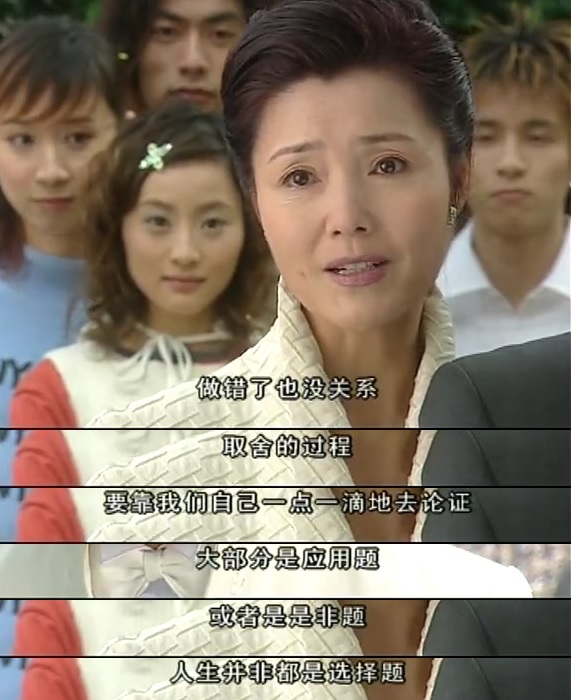 做错了也没关系
取舍的过程
要靠我们自己一点一滴地去论证
大部分是应用题
或者是是非题
人生并非都是选择题